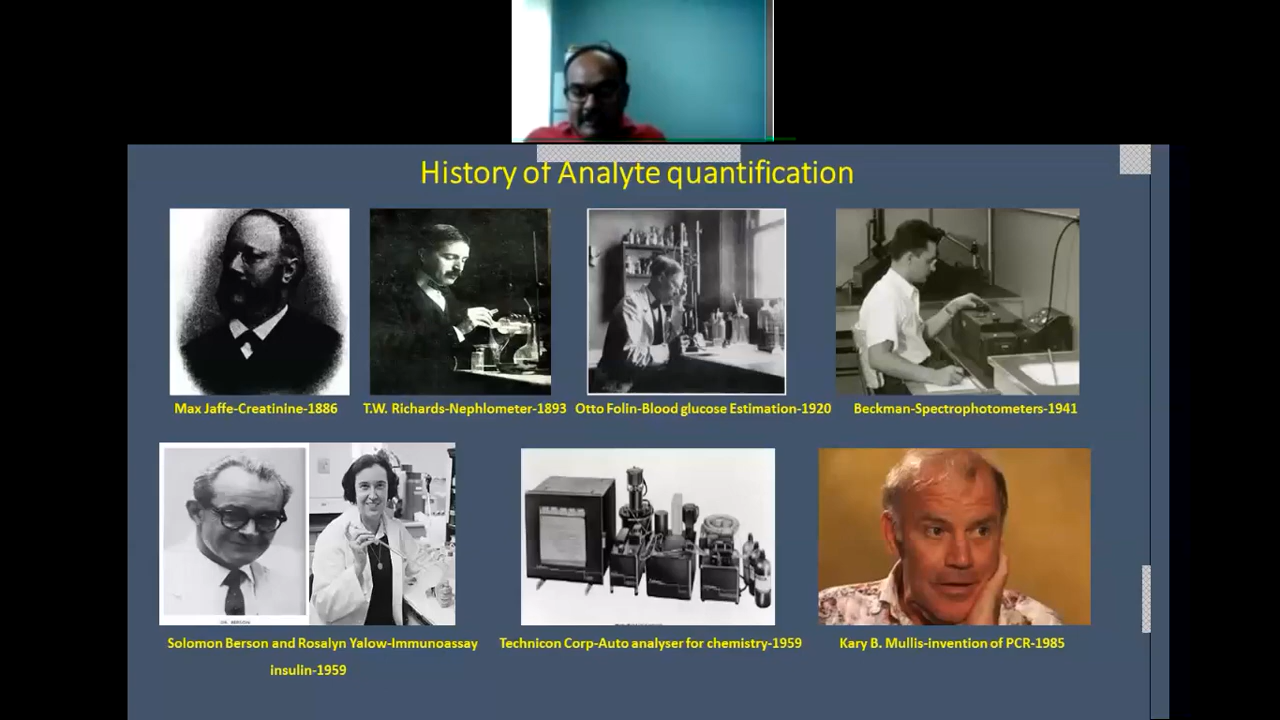 History of Analyte quantification
Max Jaffe-Creatinine-1886
T.W. Richards-Nephlometer-1893
Otto Folin-Blood glucose Estimation-1920
Beckman-Spectrophotometers-1941
Solomon Berson and Rosalyn Yalow-Immunoassay
insulin-1959
Technicon Corp-Auto analyser for chemistry-1959
Kary B. Mullis-invention of PCR-1985